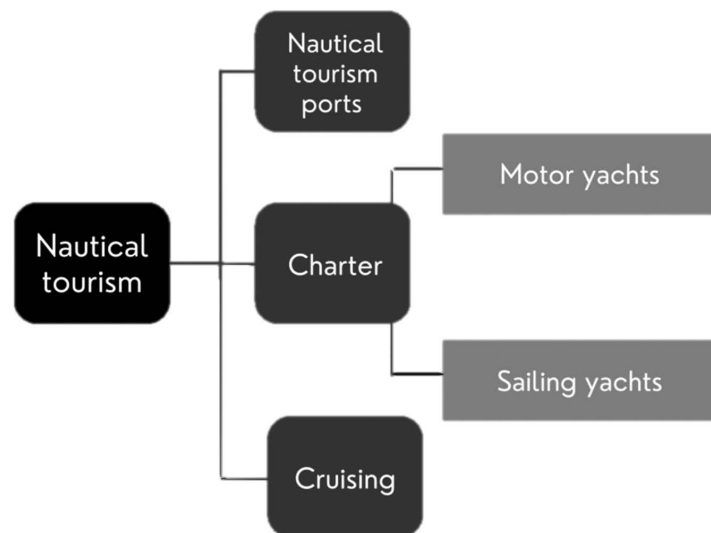 Nautical
tourism
ports
Motor yachts
Nautical
tourism
Charter
Sailing yachts
Cruising